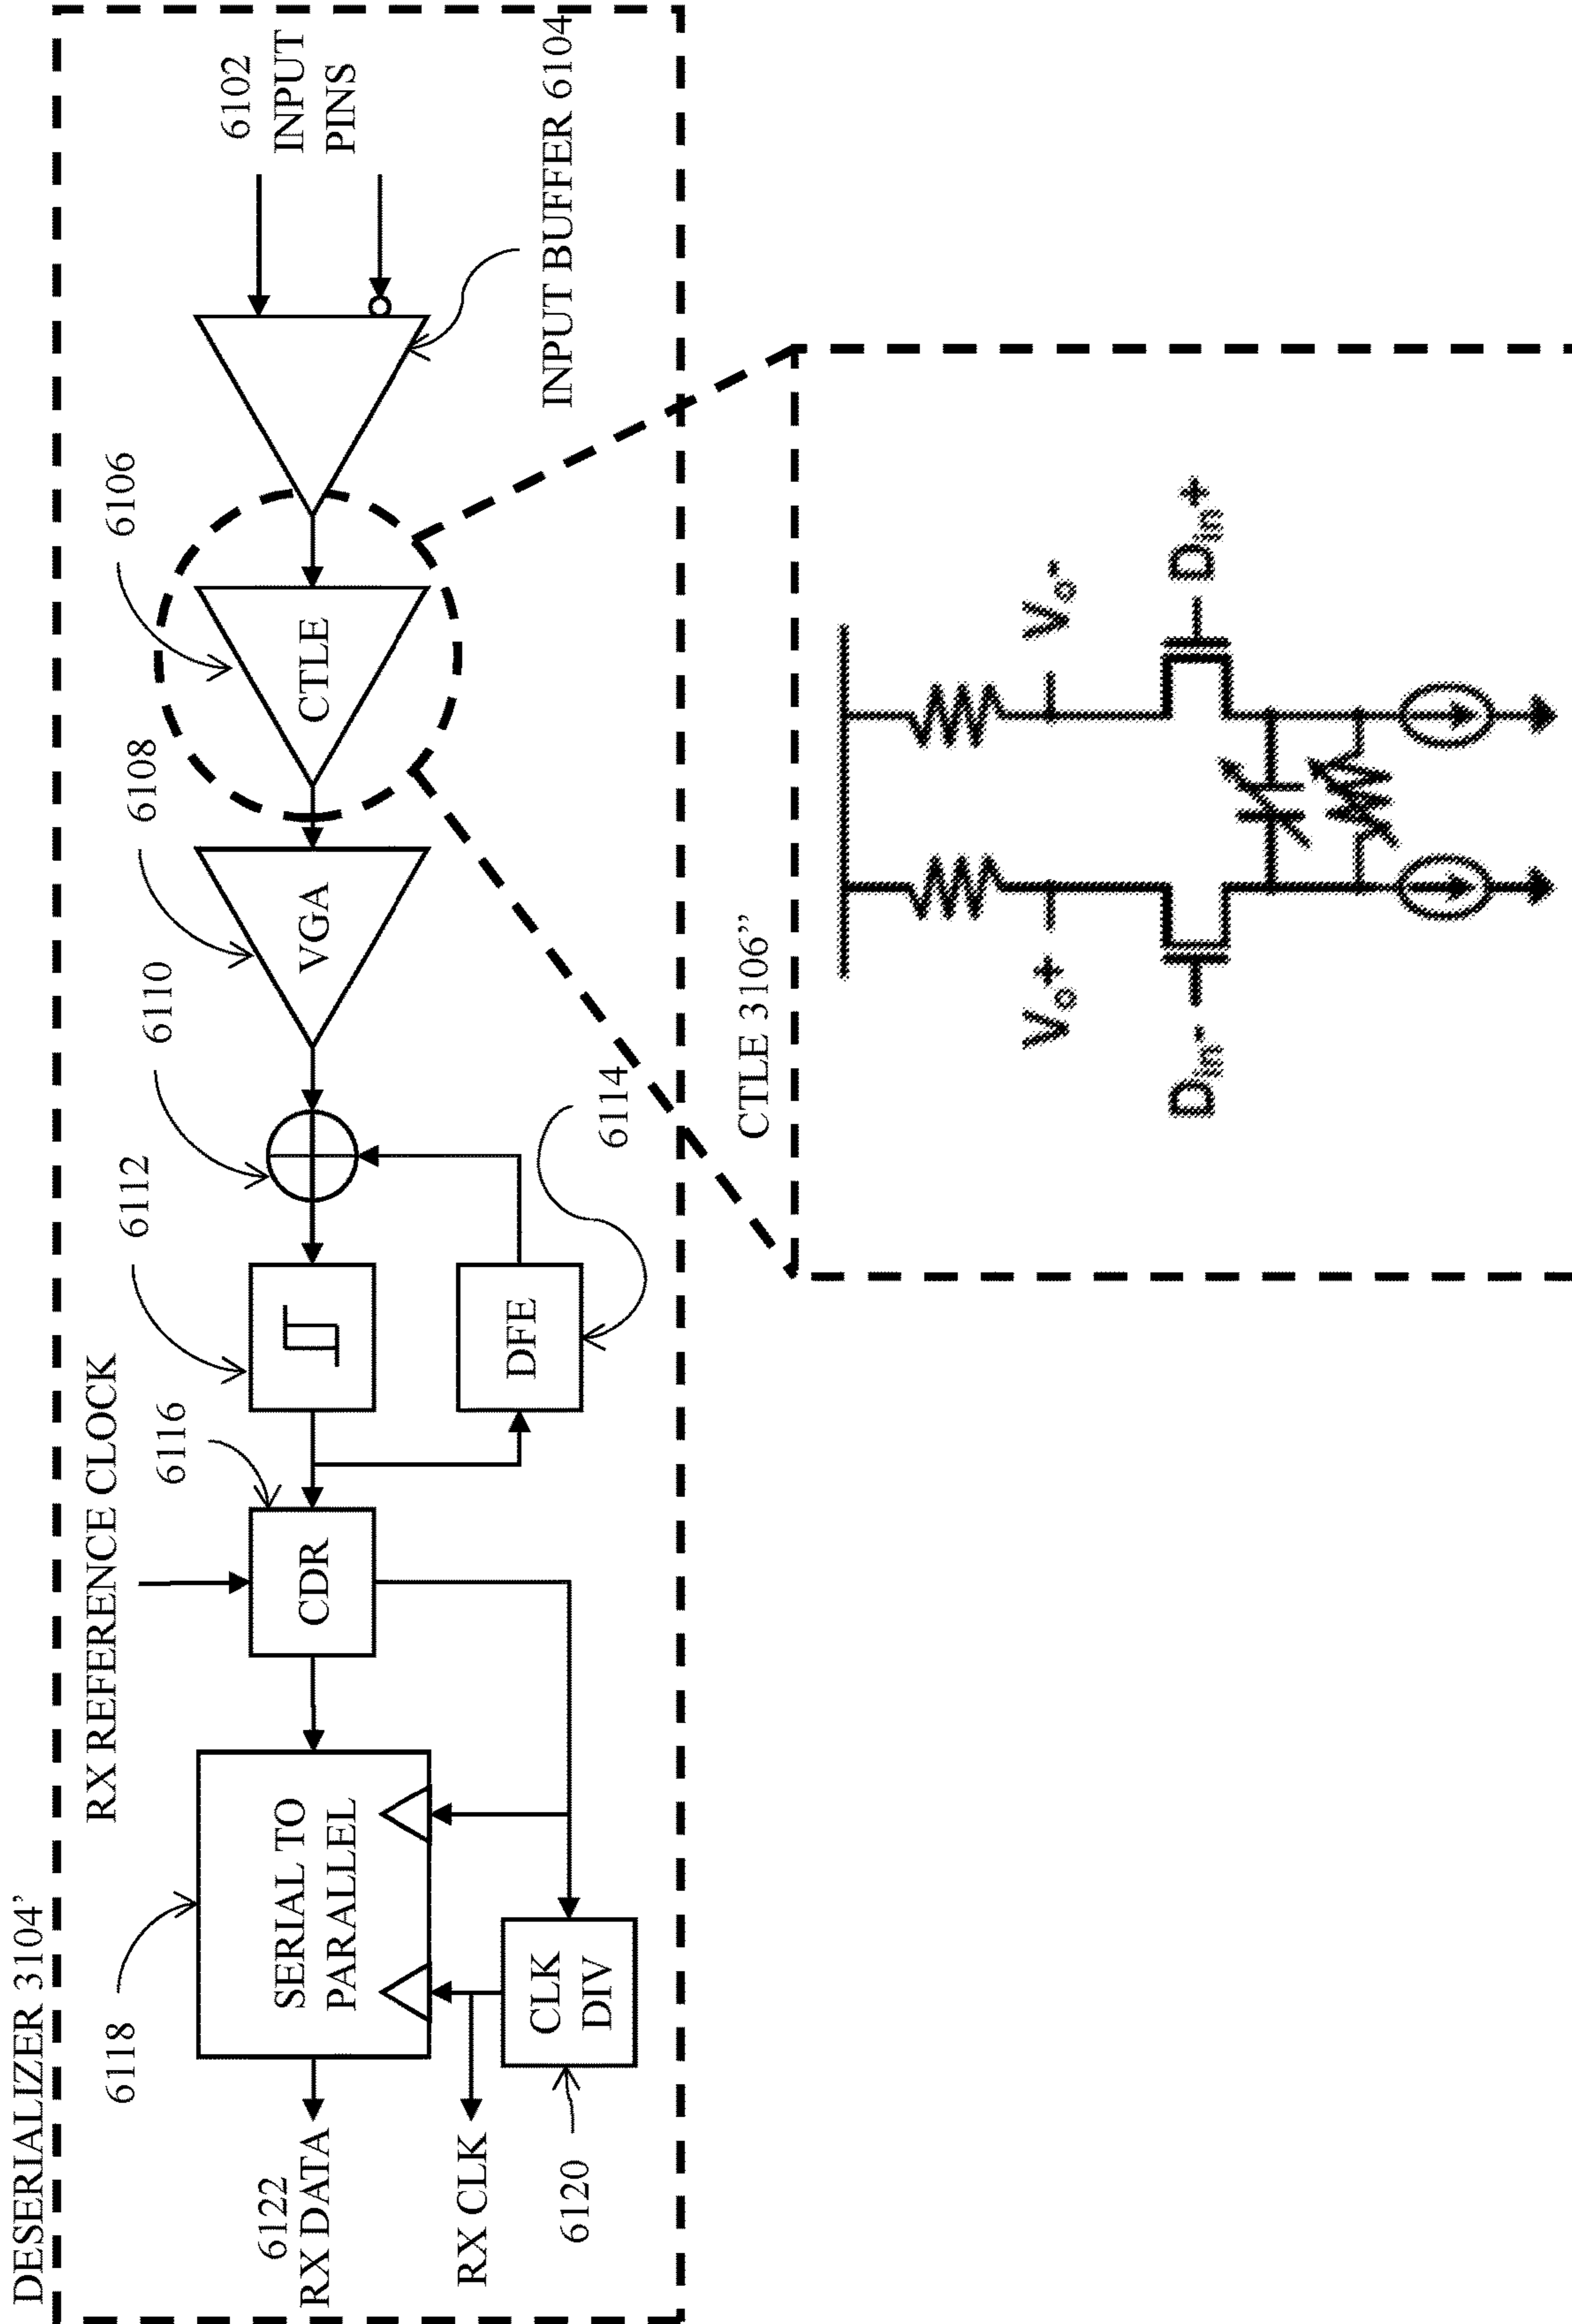 DESERIALIZER 3104’
RX REFERENCE CLOCK
6118
6116
6112
6110
6108
6106
6102
INPUT
PINS
6122
RX DATA
SERIAL TO
PARALLEL
CDR
VGA
CTLE
RX CLK
CLK
DIV
DFE
6120
6114
INPUT BUFFER 6104
CTLE 3106”
Vo+
Vo-
Din-
Din+